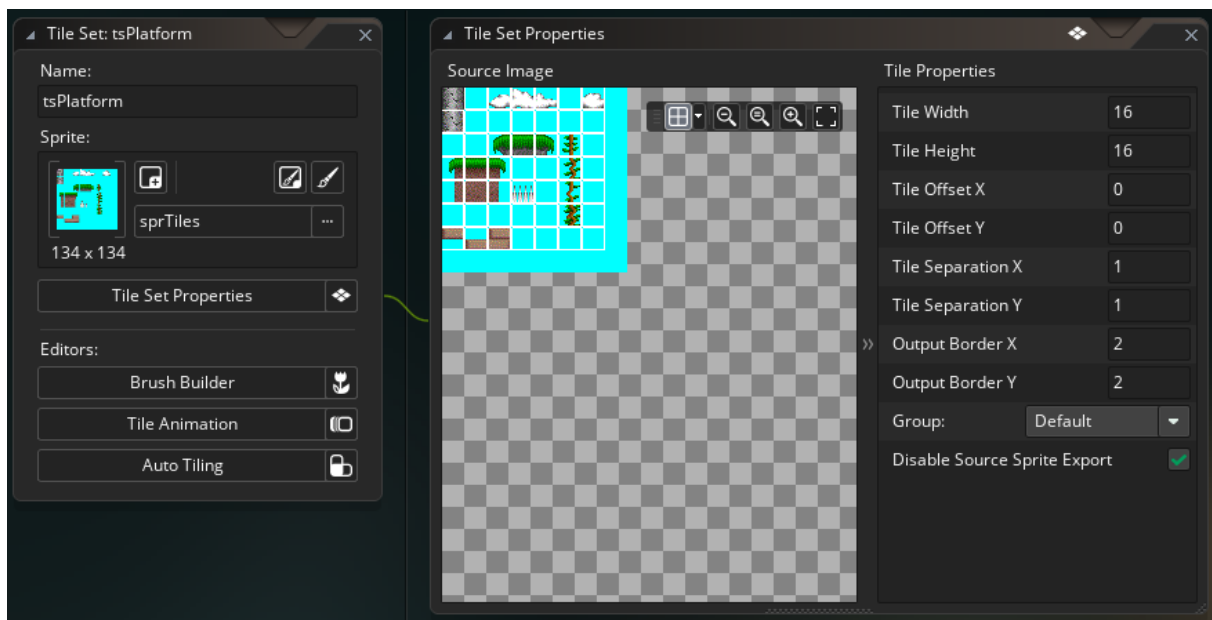 Tile Set: tsPlatform
Name:
tsPlatform
Sprite:
sprTiles
134 x 134
Tile Set Properties
Editors:
Brush Builder
Tile Animation
Auto Tiling
Tile Set Properties
Source Image
Tile Properties
Tile Width 16
Tile Height 16
Tile Offset X 0
Tile Offset Y 0
Tile Separation X 1
Tile Separation Y 1
Output Border X 2
Output Border Y 2
Group: Default
Disable Source Sprite Export